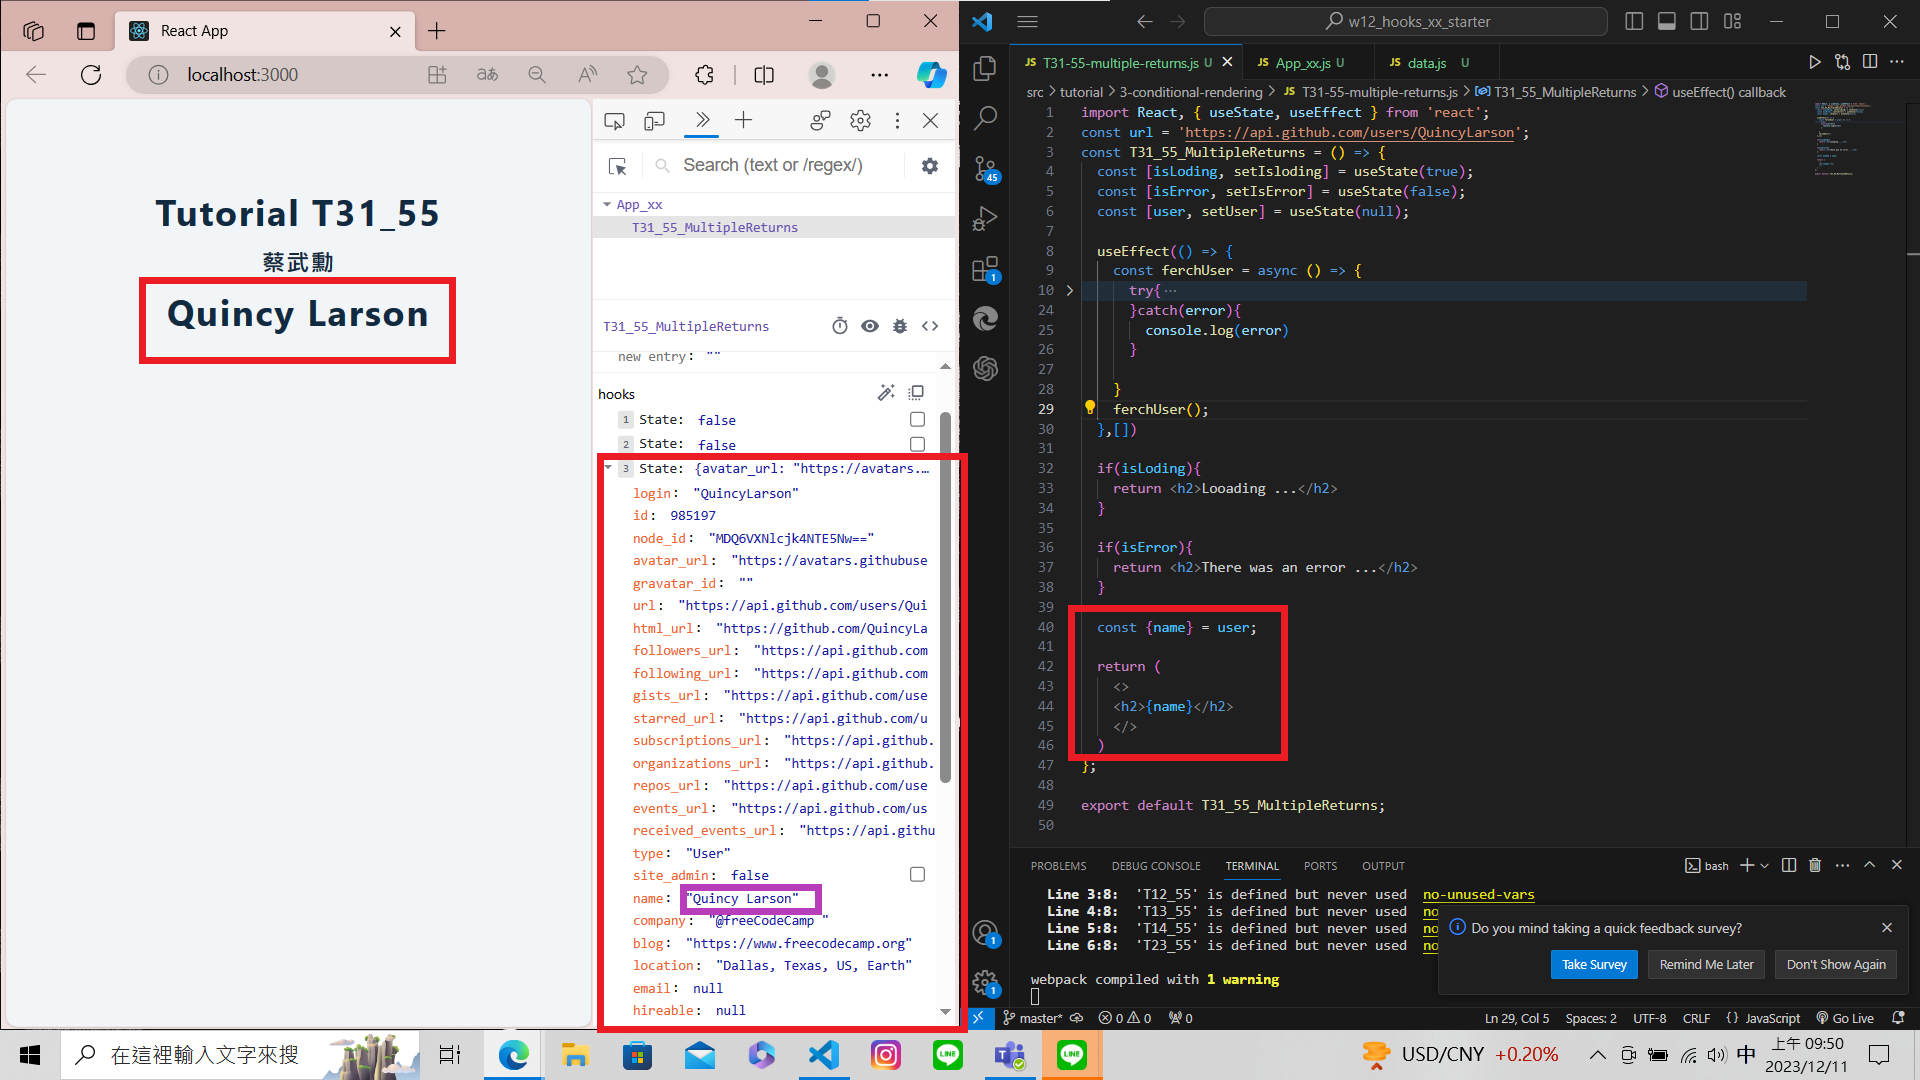 React App
localhost:3000
Tutorial T31_55
蔡武勳
Quincy Larson
Search (text or /regex/)
App_xx
T31_55_MultipleReturns
T31_55_MultipleReturns
new entry: ""
hooks
1 State: false
2 State: false
3 State: {avatar_url: "https://avatars.…
login: "QuincyLarson"
id: 985197
node_id: "MDQ6VXNlcjk4NTE5Nw=="
avatar_url: "https://avatars.githubuse
gravatar_id: ""
url: "https://api.github.com/users/Qui
html_url: "https://github.com/QuincyLa
followers_url: "https://api.github.com
following_url: "https://api.github.com
gists_url: "https://api.github.com/use
starred_url: "https://api.github.com/u
subscriptions_url: "https://api.github.
organizations_url: "https://api.github.
repos_url: "https://api.github.com/use
events_url: "https://api.github.com/us
received_events_url: "https://api.githu
type: "User"
site_admin: false
name: "Quincy Larson"
company: "@freeCodeCamp "
blog: "https://www.freecodecamp.org"
location: "Dallas, Texas, US, Earth"
email: null
hireable: null
w12_hooks_xx_starter
JS T31-55-multiple-returns.js U
JS App_xx.js U
JS data.js U
src > tutorial > 3-conditional-rendering > JS T31-55-multiple-returns.js > T31_55_MultipleReturns > useEffect() callback
1 import React, { useState, useEffect } from 'react';
2 const url = 'https://api.github.com/users/QuincyLarson';
3 const T31_55_MultipleReturns = () => {
4 const [isLoding, setIsloding] = useState(true);
5 const [isError, setIsError] = useState(false);
6 const [user, setUser] = useState(null);
7
8 useEffect(() => {
9 const ferchUser = async () => {
10 try{ ···
24 }catch(error){
25 console.log(error)
26 }
27
28 }
29 ferchUser();
30 },[])
31
32 if(isLoding){
33 return <h2>Looading ...</h2>
34 }
35
36 if(isError){
37 return <h2>There was an error ...</h2>
38 }
39
40 const {name} = user;
41
42 return (
43 <>
44 <h2>{name}</h2>
45 </>
46 )
47 };
48
49 export default T31_55_MultipleReturns;
50
45
1
1
1
PROBLEMS DEBUG CONSOLE TERMINAL PORTS OUTPUT
bash
Line 3:8: 'T12_55' is defined but never used no-unused-vars
Line 4:8: 'T13_55' is defined but never used no
Line 5:8: 'T14_55' is defined but never used no
Line 6:8: 'T23_55' is defined but never used no
webpack compiled with 1 warning
Do you mind taking a quick feedback survey?
Take Survey
Remind Me Later
Don't Show Again
master* 0 0 0
Ln 29, Col 5 Spaces: 2 UTF-8 CRLF {} JavaScript Go Live
在這裡輸入文字來搜
USD/CNY +0.20%
中
上午 09:50
2023/12/11